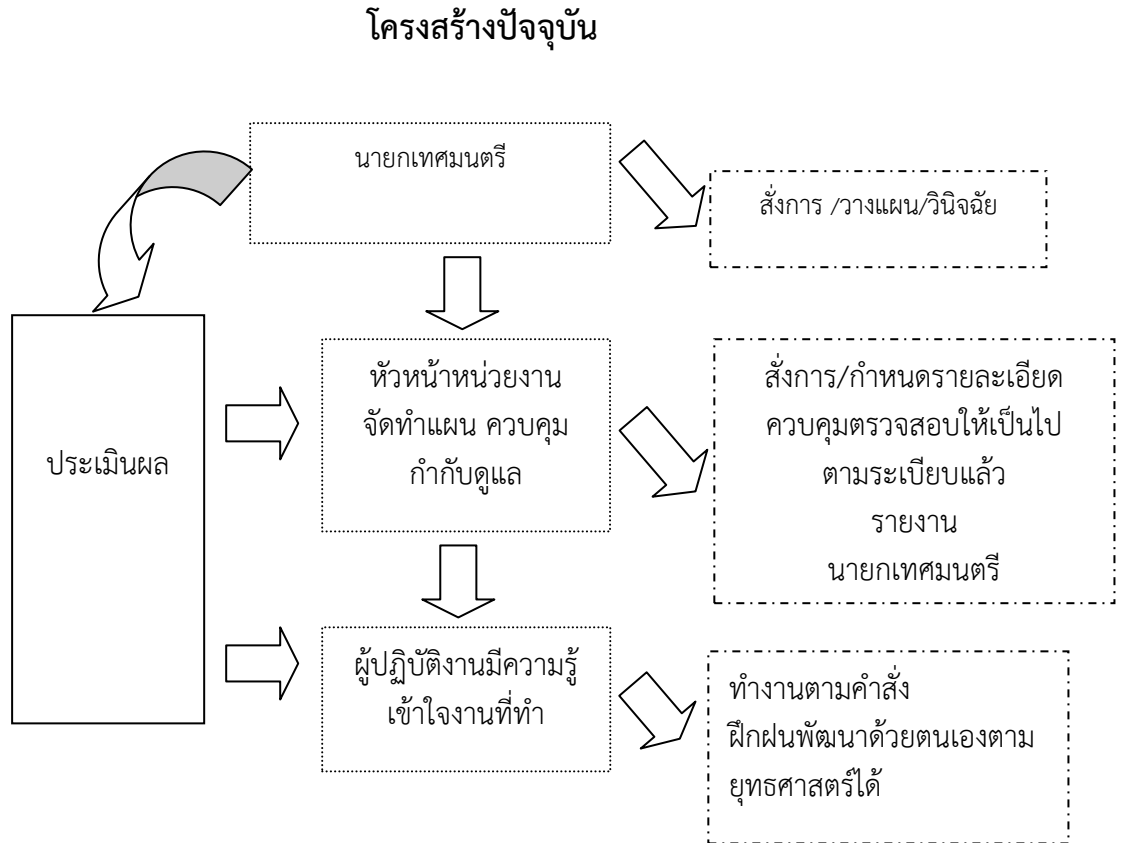 โครงสร้างปัจจุบัน
นายกเทศมนตรี
สั่งการ /วางแผน/วินิจฉัย
ประเมินผล
หัวหน้าหน่วยงาน
จัดทำแผน ควบคุม
กำกับดูแล
สั่งการ/กำหนดรายละเอียด
ควบคุมตรวจสอบให้เป็นไป
ตามระเบียบแล้ว
รายงาน
นายกเทศมนตรี
ผู้ปฏิบัติงานมีความรู้
เข้าใจงานที่ทำ
ทำงานตามคำสั่ง
ฝึกฝนพัฒนาด้วยตนเองตาม
ยุทธศาสตร์ได้